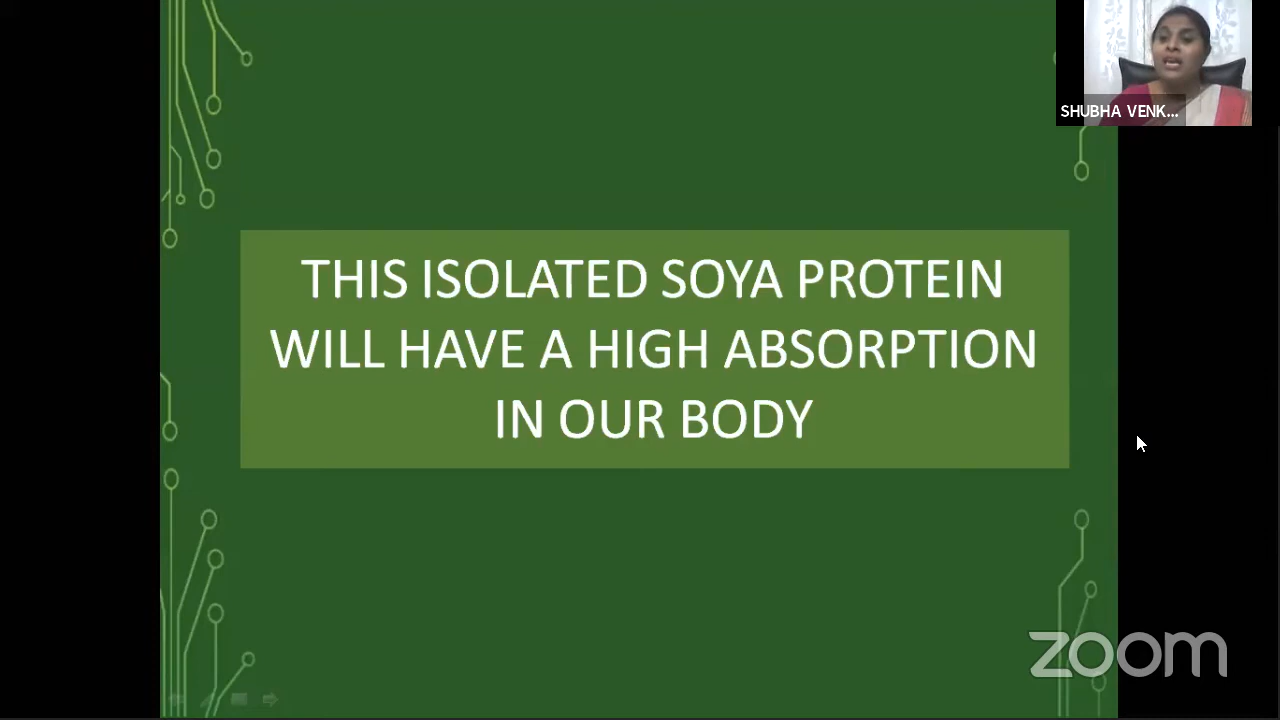 SHUBHA VENK...
THIS ISOLATED SOYA PROTEIN
WILL HAVE A HIGH ABSORPTION
IN OUR BODY
zoom